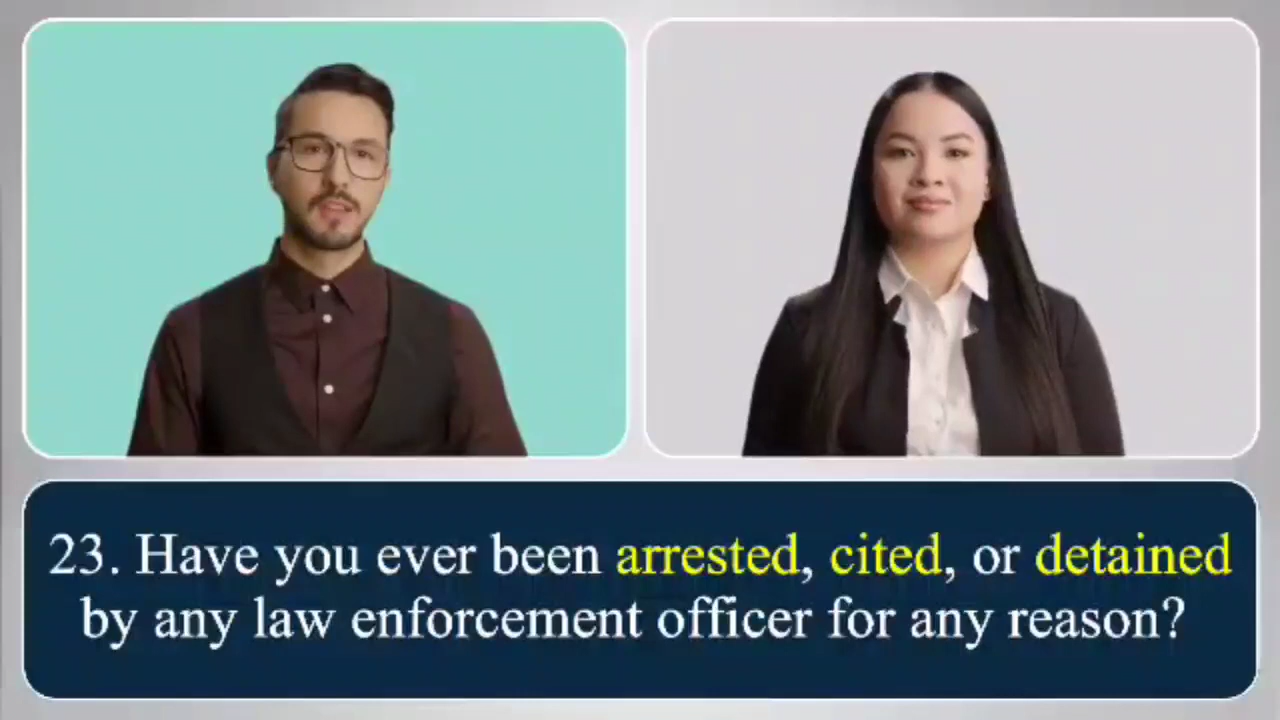 23. Have you ever been arrested, cited, or detained
by any law enforcement officer for any reason?